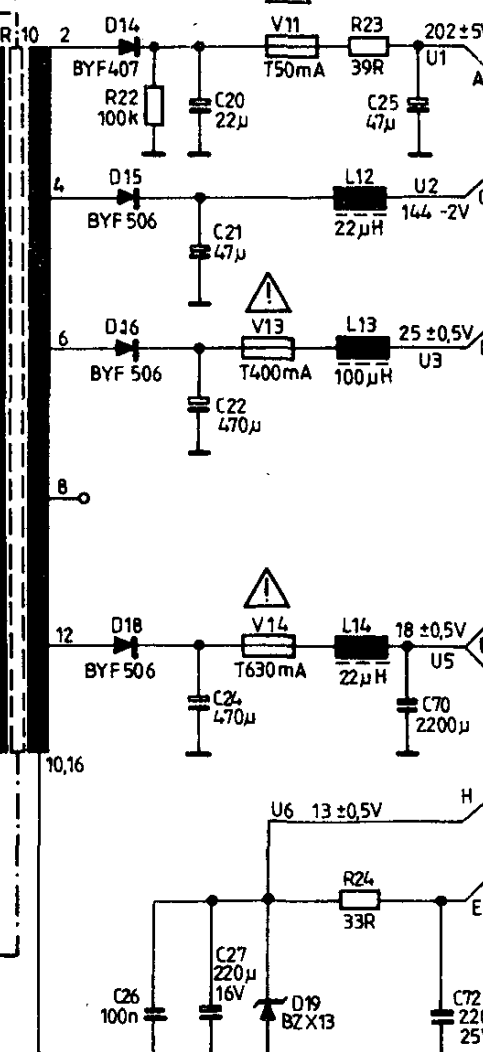 R 10 2 D14 V11 R23 202 ±5V
BYF407 T50mA 39R U1
A
R22
100k
C20
22µ
C25
47µ
4 D15 L12 U2
BYF 506 22µH 144 -2V
C21
47µ
6 D16 V13 L13 25 ±0,5V
BYF 506 T400mA 100µH U3
C22
470µ
8
12 D18 V14 L14 18 ±0,5V
BYF 506 T630mA 22µH U5
C24
470µ
C70
2200µ
10,16
U6 13 ±0,5V H
R24
33R E
C27
220µ
16V
C26
100n
D19
BZX13
C72
220
25V